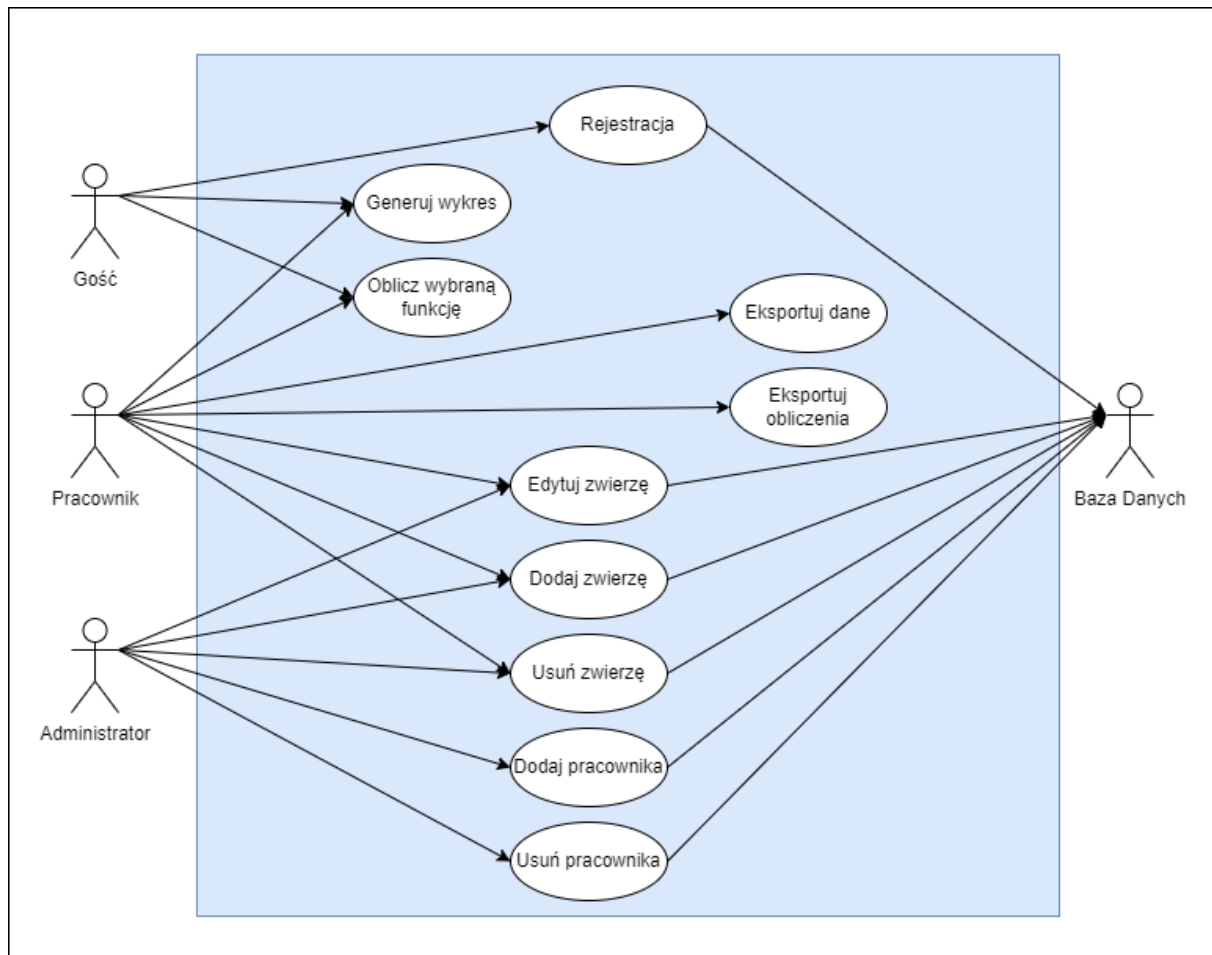 Rejestracja
Generuj wykres
Gość
Oblicz wybraną
funkcję
Eksportuj dane
Eksportuj
obliczenia
Pracownik
Baza Danych
Edytuj zwierzę
Dodaj zwierzę
Usuń zwierzę
Administrator
Dodaj pracownika
Usuń pracownika